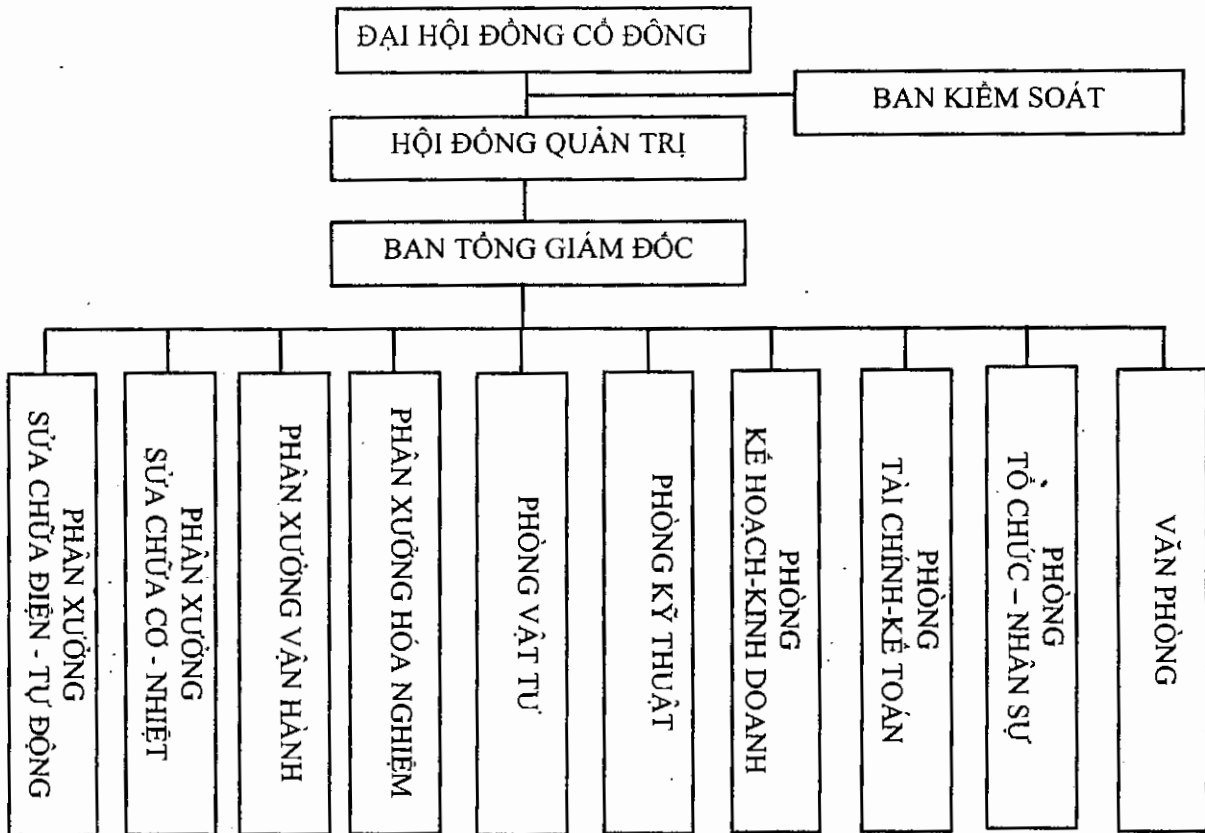 ĐẠI HỘI ĐỒNG CỔ ĐÔNG
BAN KIỂM SOÁT
HỘI ĐỒNG QUẢN TRỊ
BAN TỔNG GIÁM ĐỐC
PHÂN XƯỞNG
SỬA CHỮA ĐIỆN - TỰ ĐỘNG
PHÂN XƯỞNG
SỬA CHỮA CƠ - NHIỆT
PHÂN XƯỞNG VẬN HÀNH
PHÂN XƯỞNG HÓA NGHIỆM
PHÒNG VẬT TƯ
PHÒNG KỸ THUẬT
PHÒNG
KẾ HOẠCH-KINH DOANH
PHÒNG
TÀI CHÍNH-KẾ TOÁN
PHÒNG
TỔ CHỨC – NHÂN SỰ
VĂN PHÒNG